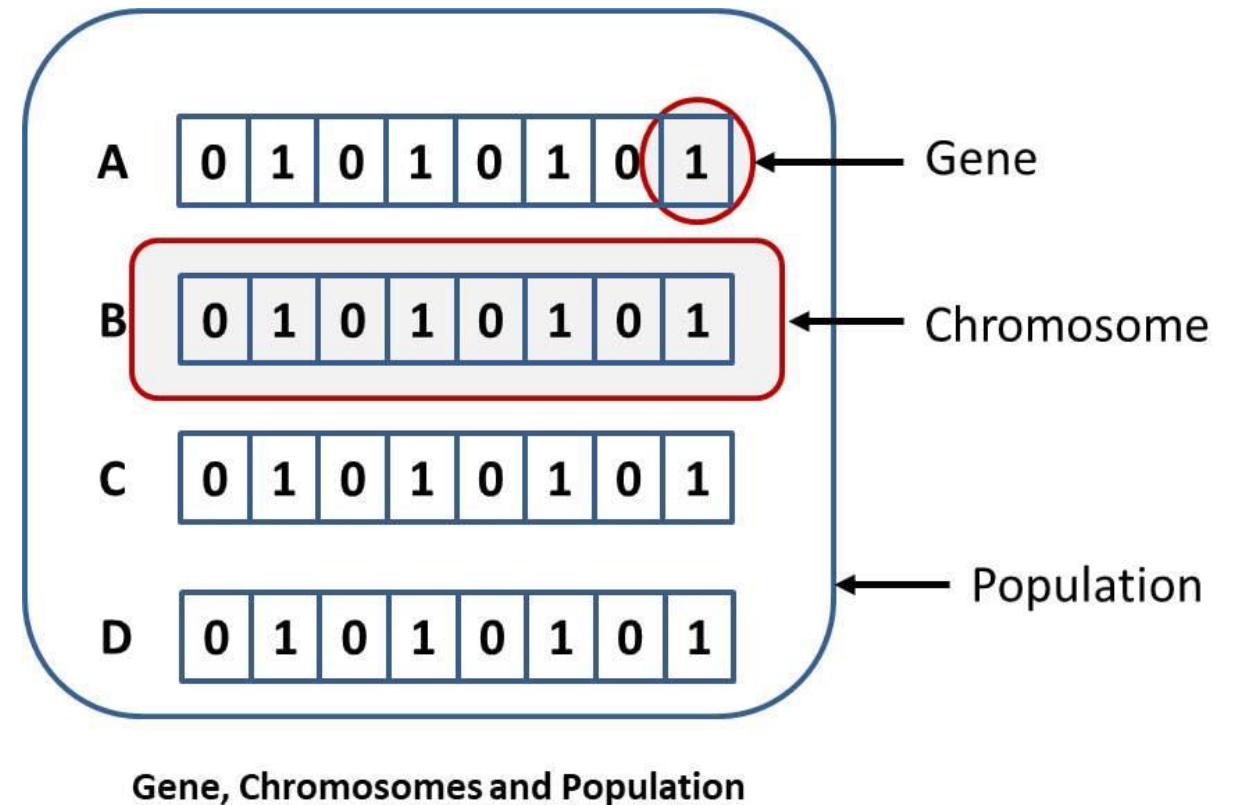 A 0 1 0 1 0 1 0 1 Gene
B 0 1 0 1 0 1 0 1 Chromosome
C 0 1 0 1 0 1 0 1
Population
D 0 1 0 1 0 1 0 1
Gene, Chromosomes and Population